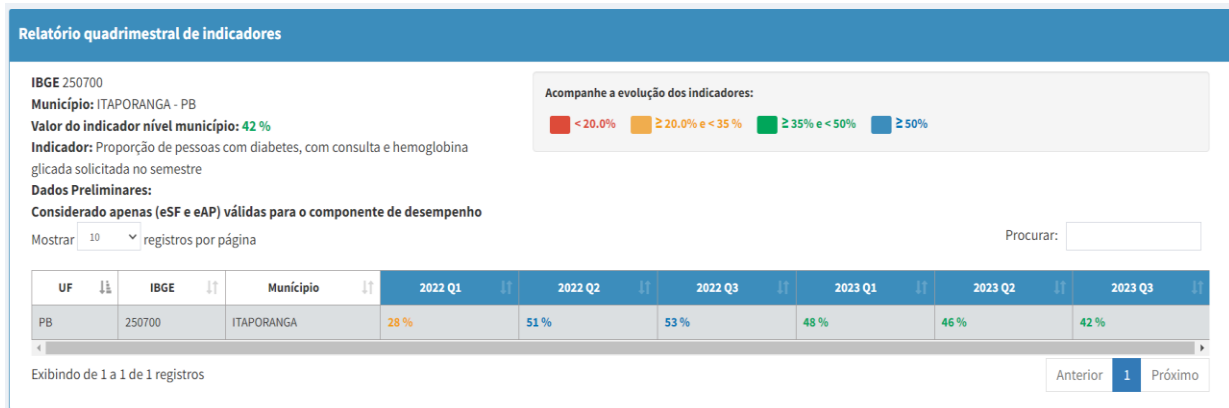 Relatório quadrimestral de indicadores
IBGE 250700
Município: ITAPORANGA - PB
Valor do indicador nível município: 42 %
Indicador: Proporção de pessoas com diabetes, com consulta e hemoglobina
glicada solicitada no semestre
Dados Preliminares:
Considerado apenas (eSF e eAP) válidas para o componente de desempenho
Acompanhe a evolução dos indicadores:
< 20.0% ≧ 20.0% e < 35 % ≧ 35% e < 50% ≧ 50%
Mostrar 10 registros por página
Procurar:
UF IBGE Munícipio 2022 Q1 2022 Q2 2022 Q3 2023 Q1 2023 Q2 2023 Q3
PB 250700 ITAPORANGA 28 % 51 % 53 % 48 % 46 % 42 %
Exibindo de 1 a 1 de 1 registros
Anterior 1 Próximo